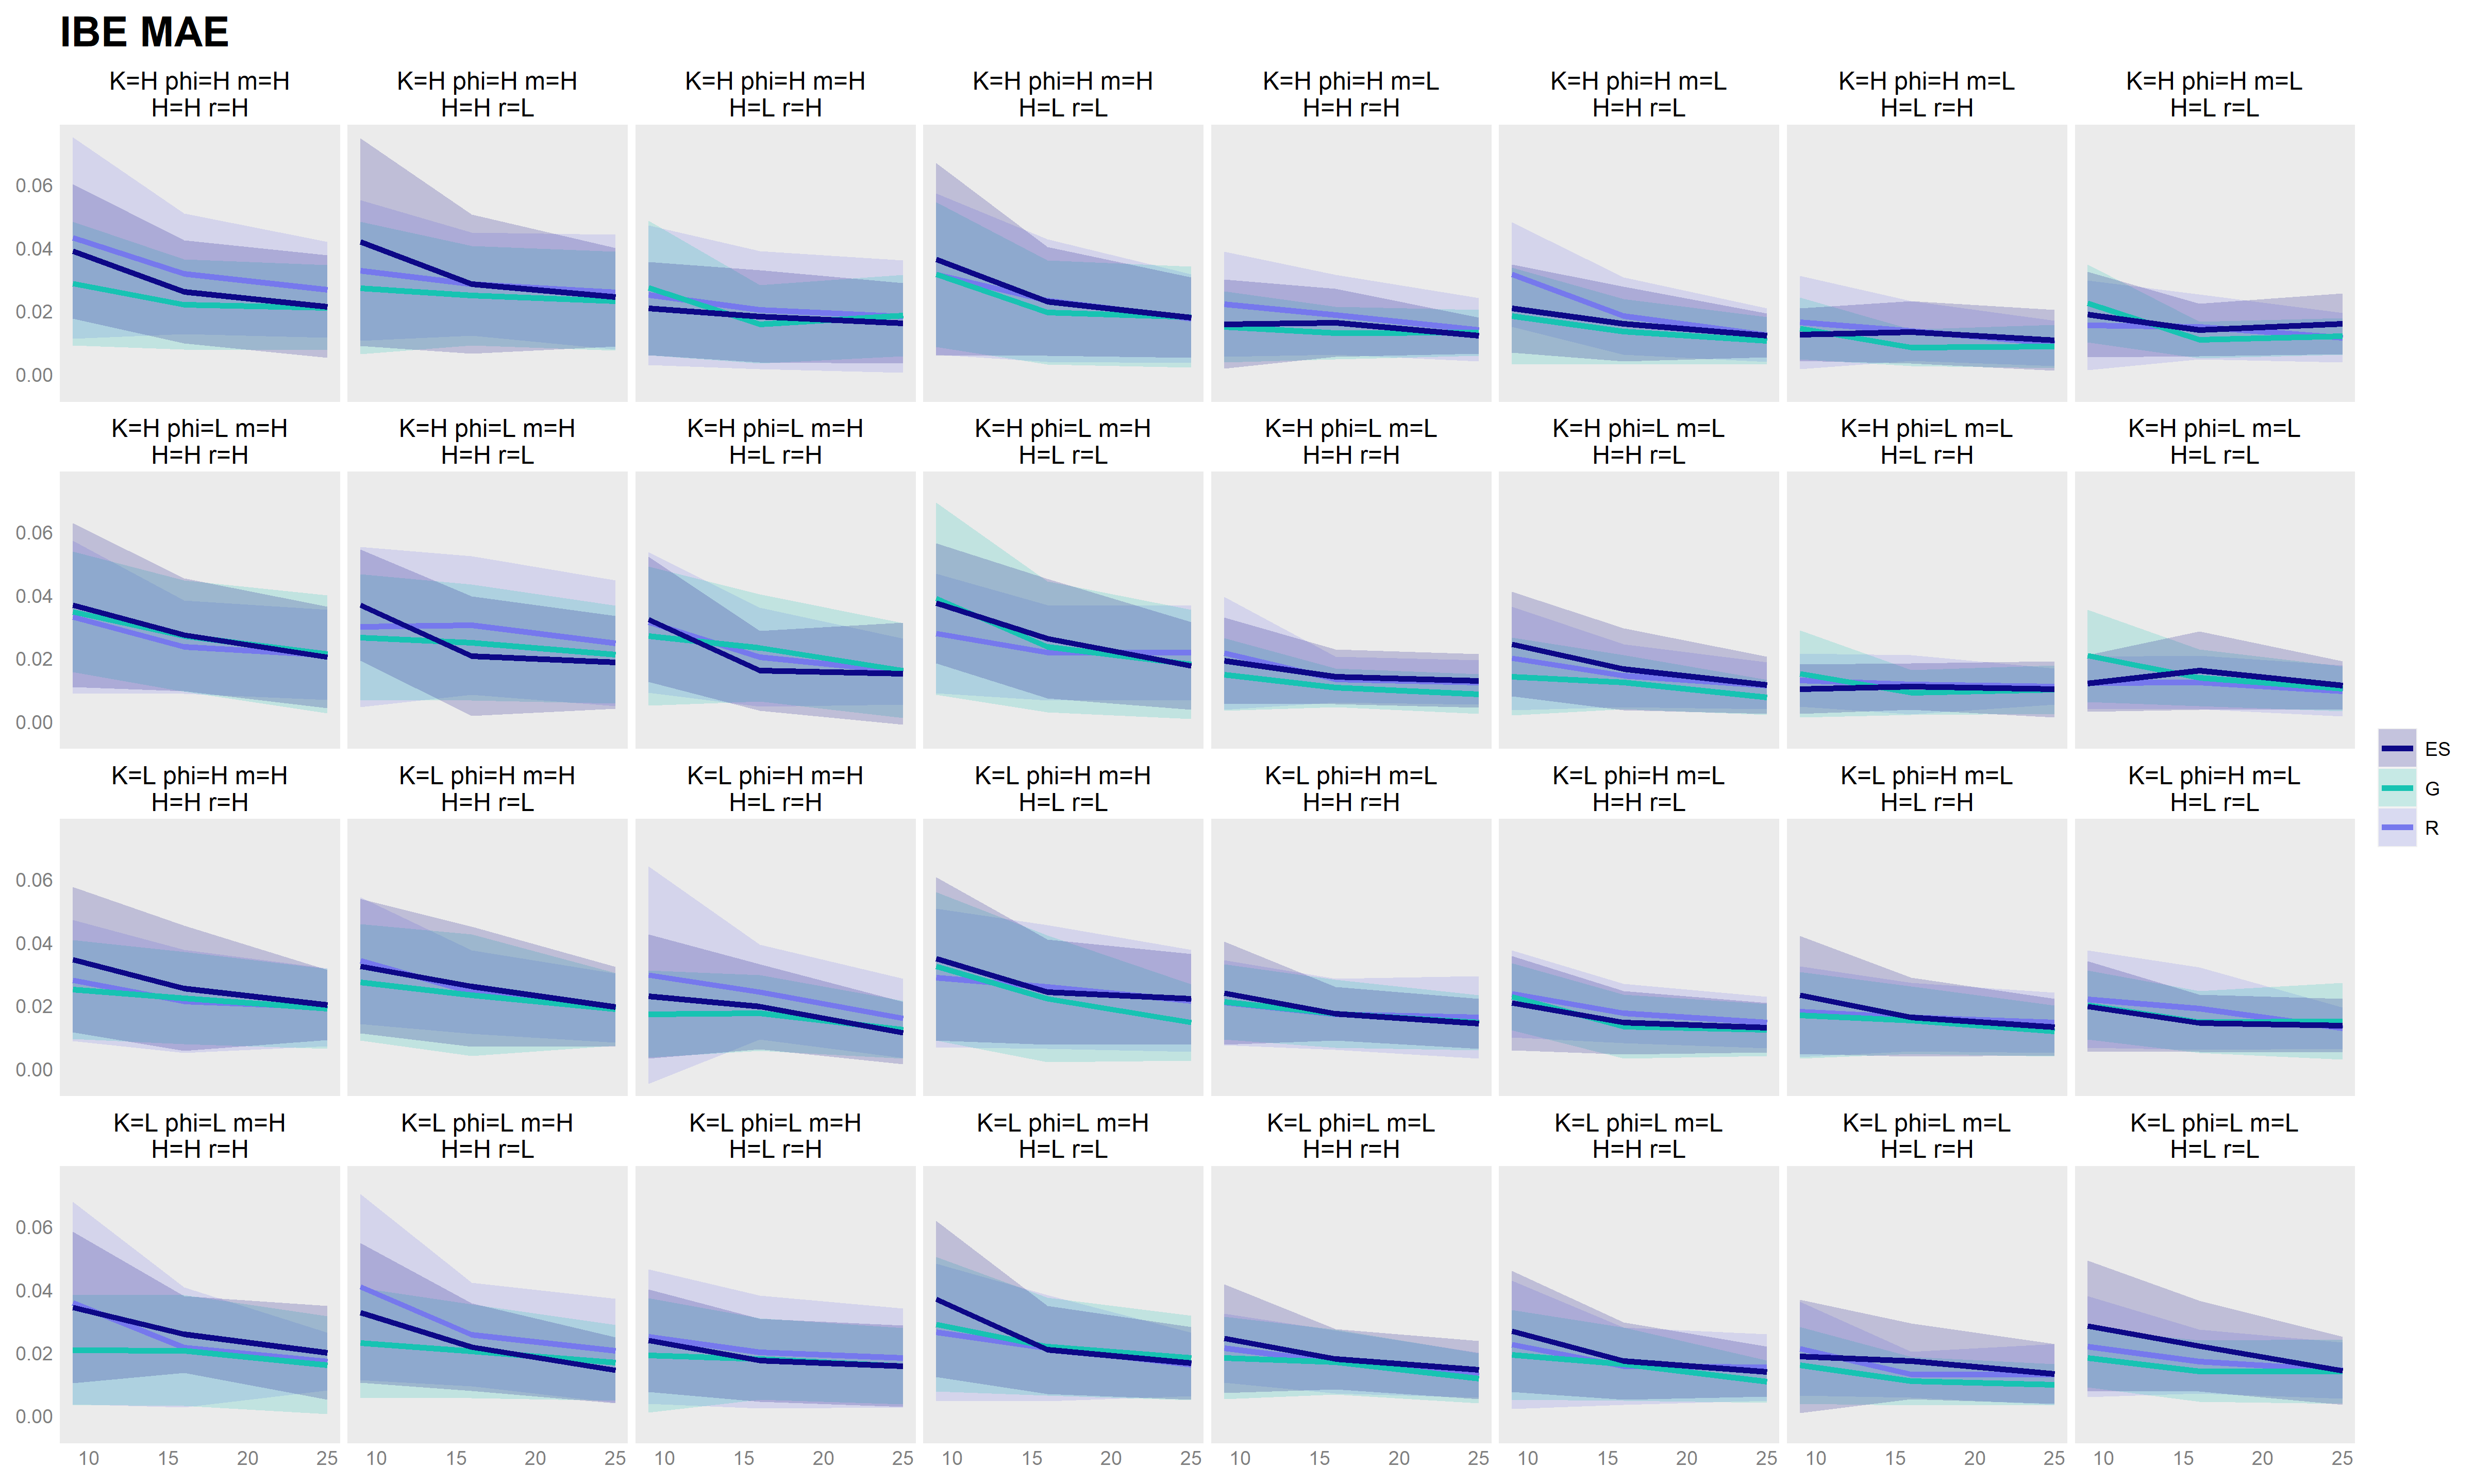 IBE MAE
K=H phi=H m=H
H=H r=H
K=H phi=H m=H
H=H r=L
K=H phi=H m=H
H=L r=H
K=H phi=H m=H
H=L r=L
K=H phi=H m=L
H=H r=H
K=H phi=H m=L
H=H r=L
K=H phi=H m=L
H=L r=H
K=H phi=H m=L
H=L r=L
0.06
0.04
0.02
0.00
K=H phi=L m=H
H=H r=H
K=H phi=L m=H
H=H r=L
K=H phi=L m=H
H=L r=H
K=H phi=L m=H
H=L r=L
K=H phi=L m=L
H=H r=H
K=H phi=L m=L
H=H r=L
K=H phi=L m=L
H=L r=H
K=H phi=L m=L
H=L r=L
0.06
0.04
0.02
0.00
K=L phi=H m=H
H=H r=H
K=L phi=H m=H
H=H r=L
K=L phi=H m=H
H=L r=H
K=L phi=H m=H
H=L r=L
K=L phi=H m=L
H=H r=H
K=L phi=H m=L
H=H r=L
K=L phi=H m=L
H=L r=H
K=L phi=H m=L
H=L r=L
0.06
0.04
0.02
0.00
K=L phi=L m=H
H=H r=H
K=L phi=L m=H
H=H r=L
K=L phi=L m=H
H=L r=H
K=L phi=L m=H
H=L r=L
K=L phi=L m=L
H=H r=H
K=L phi=L m=L
H=H r=L
K=L phi=L m=L
H=L r=H
K=L phi=L m=L
H=L r=L
0.06
0.04
0.02
0.00
10 15 20 25
10 15 20 25
10 15 20 25
10 15 20 25
10 15 20 25
10 15 20 25
10 15 20 25
10 15 20 25
ES
G
R